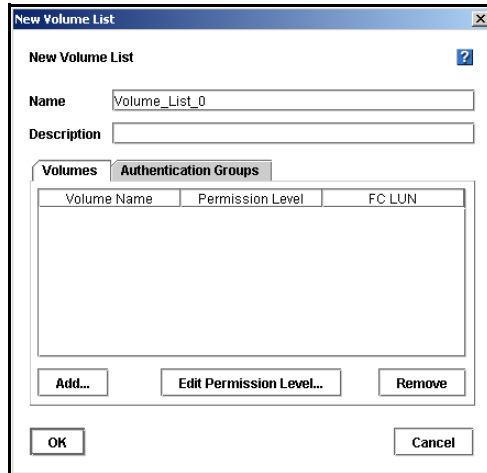 New Volume List
New Volume List
?
Name Volume_List_0
Description
Volumes Authentication Groups
Volume Name Permission Level FC LUN
Add... Edit Permission Level... Remove
OK Cancel